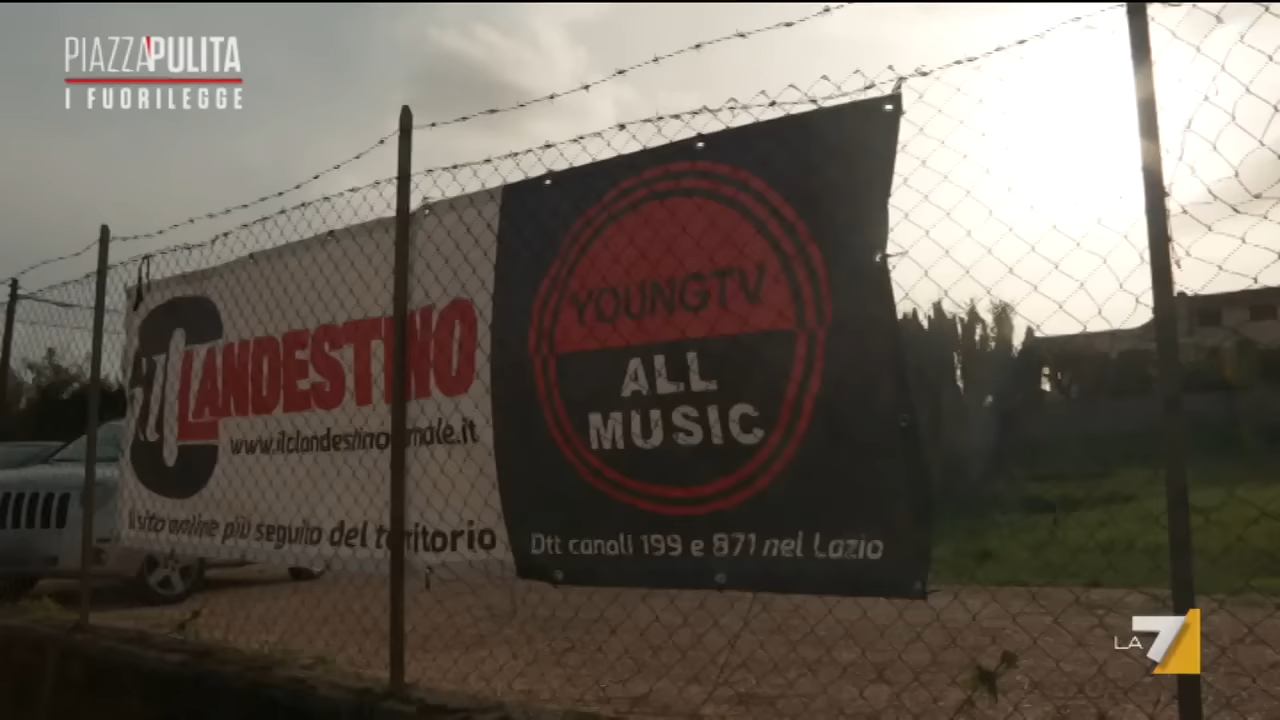 PIAZZAPULITA
I FUORILEGGE
IL CLANDESTINO
www.ilclandestinogiornale.it
Il sito online più seguito del territorio
YOUNGTV
ALL
MUSIC
Dtt canali 199 e 871 nel Lazio
LA7